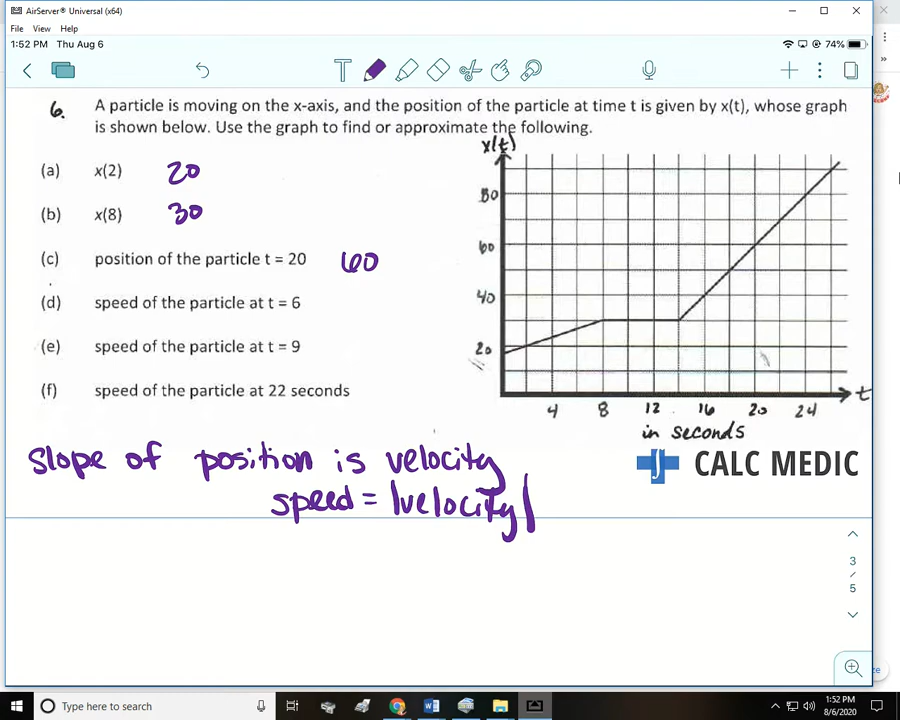 AirServer Universal (x64)
File View Help
1:52 PM Thu Aug 6
74%
T
6. A particle is moving on the x-axis, and the position of the particle at time t is given by x(t), whose graph
is shown below. Use the graph to find or approximate the following.
x(t)
(a) x(2) 20
(b) x(8) 30
(c) position of the particle t = 20 60
(d) speed of the particle at t = 6
(e) speed of the particle at t = 9
(f) speed of the particle at 22 seconds
80
60
40
20
4 8 12 16 20 24 t
in seconds
CALC MEDIC
slope of position is velocity
speed = |velocity|
3
/
5
Type here to search
1:52 PM
8/6/2020